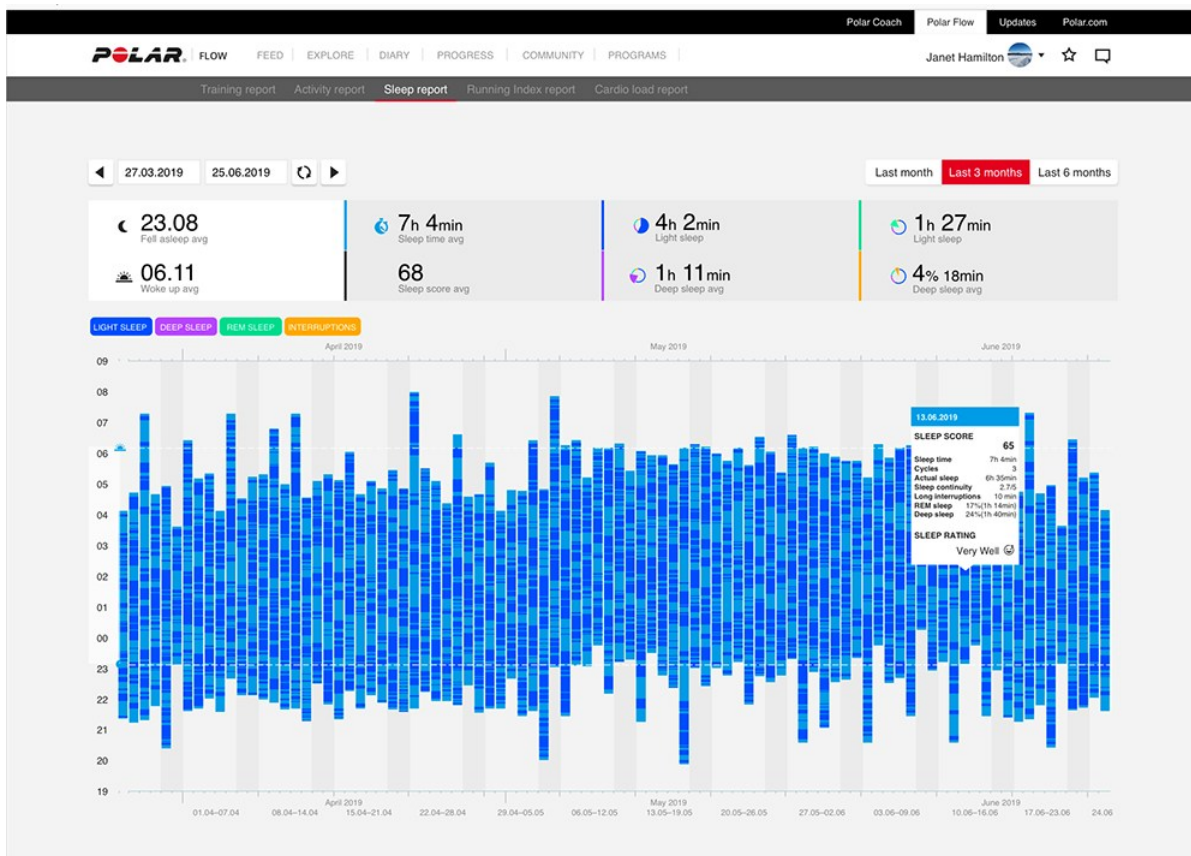 Polar Coach Polar Flow Updates Polar.com
POLAR. FLOW FEED EXPLORE DIARY PROGRESS COMMUNITY PROGRAMS Janet Hamilton
Training report Activity report Sleep report Running Index report Cardio load report
27.03.2019 25.06.2019 Last month Last 3 months Last 6 months
23.08 7h 4min 4h 2min 1h 27min
Fell asleep avg Sleep time avg Light sleep Light sleep
06.11 68 1h 11min 4% 18min
Woke up avg Sleep score avg Deep sleep avg Deep sleep avg
LIGHT SLEEP DEEP SLEEP REM SLEEP INTERRUPTIONS
April 2019 May 2019 June 2019
09
08
07
06
05
04
03
02
01
00
23
22
21
20
19
13.06.2019
SLEEP SCORE
65
Sleep time 7h 4min
Cycles 3
Actual sleep 6h 35min
Sleep continuity 2.7/5
Long interruptions 10 min
REM sleep 17%(1h 14min)
Deep sleep 24%(1h 40min)
SLEEP RATING
Very Well
April 2019 May 2019 June 2019
01.04–07.04 08.04–14.04 15.04–21.04 22.04–28.04 29.04–05.05 06.05–12.05 13.05–19.05 20.05–26.05 27.05–02.06 03.06–09.06 10.06–16.06 17.06–23.06 24.06